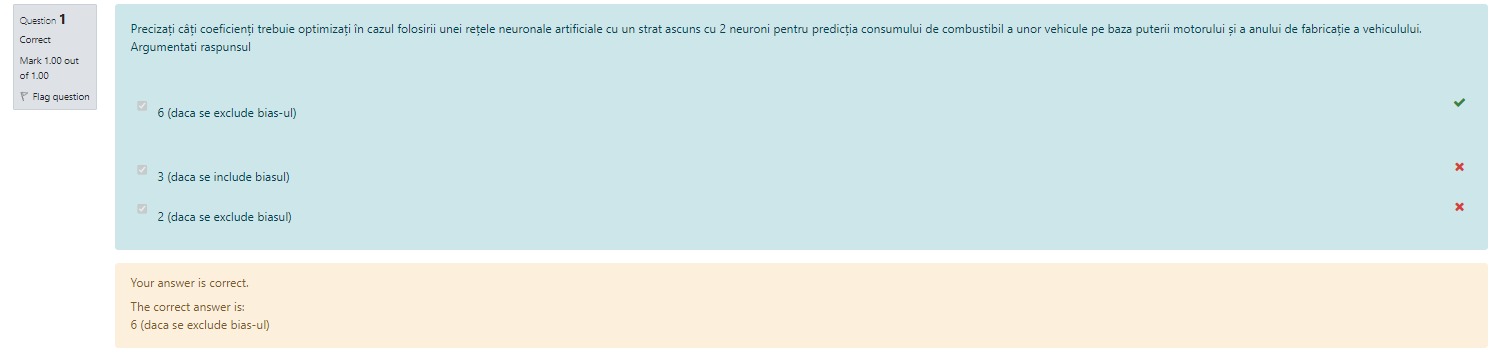 Question 1
Correct
Mark 1.00 out
of 1.00
Flag question
Precizați câți coeficienți trebuie optimizați în cazul folosirii unei rețele neuronale artificiale cu un strat ascuns cu 2 neuroni pentru predicția consumului de combustibil a unor vehicule pe baza puterii motorului și a anului de fabricație a vehiculului.
Argumentati raspunsul
6 (daca se exclude bias-ul)
3 (daca se include biasul)
2 (daca se exclude biasul)
Your answer is correct.
The correct answer is:
6 (daca se exclude bias-ul)